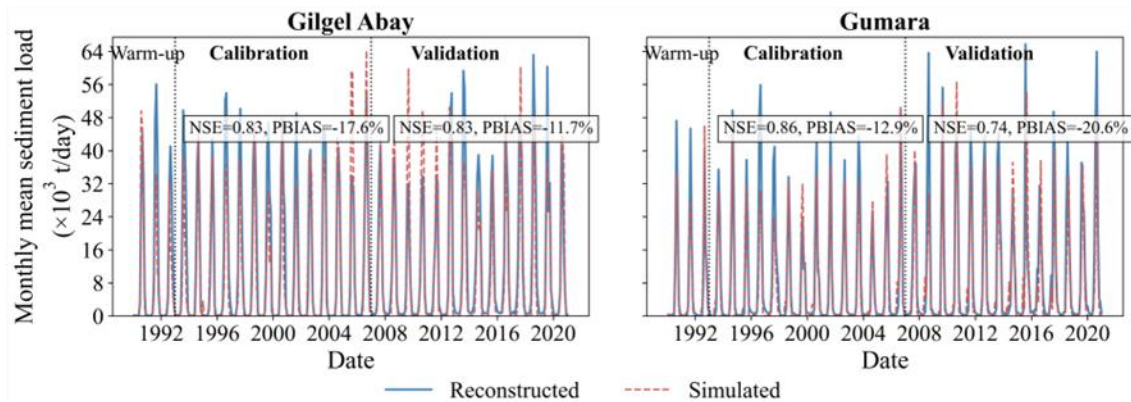 Gilgel Abay
Gumara
Monthly mean sediment load
(×10³ t/day)
64
56
48
40
32
24
16
8
0
Warm-up
Calibration
Validation
NSE=0.83, PBIAS=-17.6%
NSE=0.83, PBIAS=-11.7%
1992 1996 2000 2004 2008 2012 2016 2020
Date
Warm-up
Calibration
Validation
NSE=0.86, PBIAS=-12.9%
NSE=0.74, PBIAS=-20.6%
1992 1996 2000 2004 2008 2012 2016 2020
Date
Reconstructed
Simulated